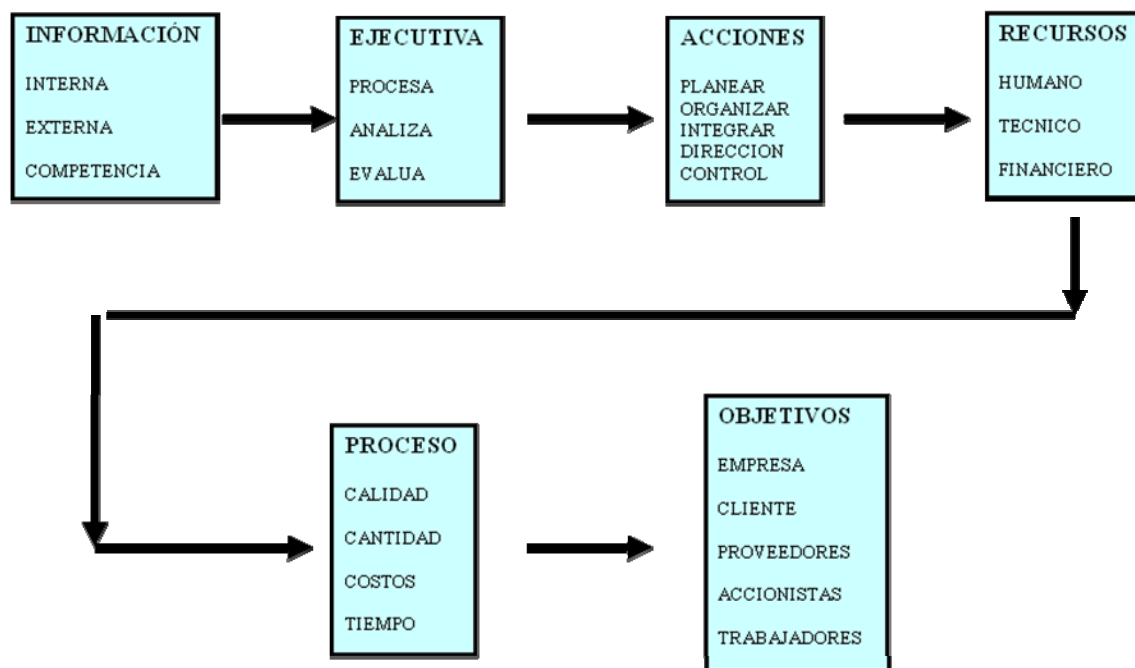 INFORMACIÓN
INTERNA
EXTERNA
COMPETENCIA
EJECUTIVA
PROCESA
ANALIZA
EVALUA
ACCIONES
PLANEAR
ORGANIZAR
INTEGRAR
DIRECCION
CONTROL
RECURSOS
HUMANO
TECNICO
FINANCIERO
PROCESO
CALIDAD
CANTIDAD
COSTOS
TIEMPO
OBJETIVOS
EMPRESA
CLIENTE
PROVEEDORES
ACCIONISTAS
TRABAJADORES